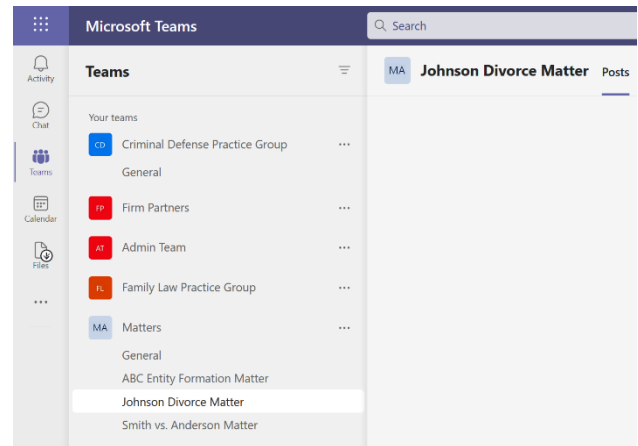 Microsoft Teams
Search
Activity
Chat
Teams
Calendar
Files
Teams
Your teams
CD Criminal Defense Practice Group
General
FP Firm Partners
AT Admin Team
FL Family Law Practice Group
MA Matters
General
ABC Entity Formation Matter
Johnson Divorce Matter
Smith vs. Anderson Matter
MA Johnson Divorce Matter Posts